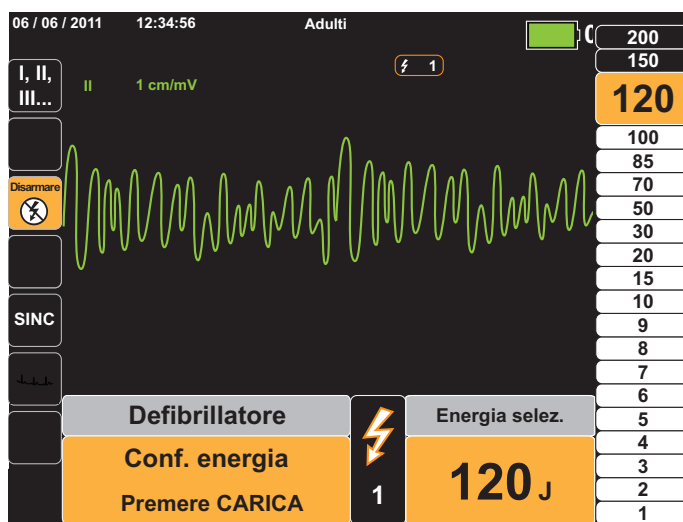 06 / 06 / 2011 12:34:56 Adulti
200
150
120
100
85
70
50
30
20
15
10
9
8
7
6
5
4
3
2
1
I, II,
III...
II 1 cm/mV
1
Disarmare
SINC
Defibrillatore
Conf. energia
Premere CARICA
1
Energia selez.
120 J